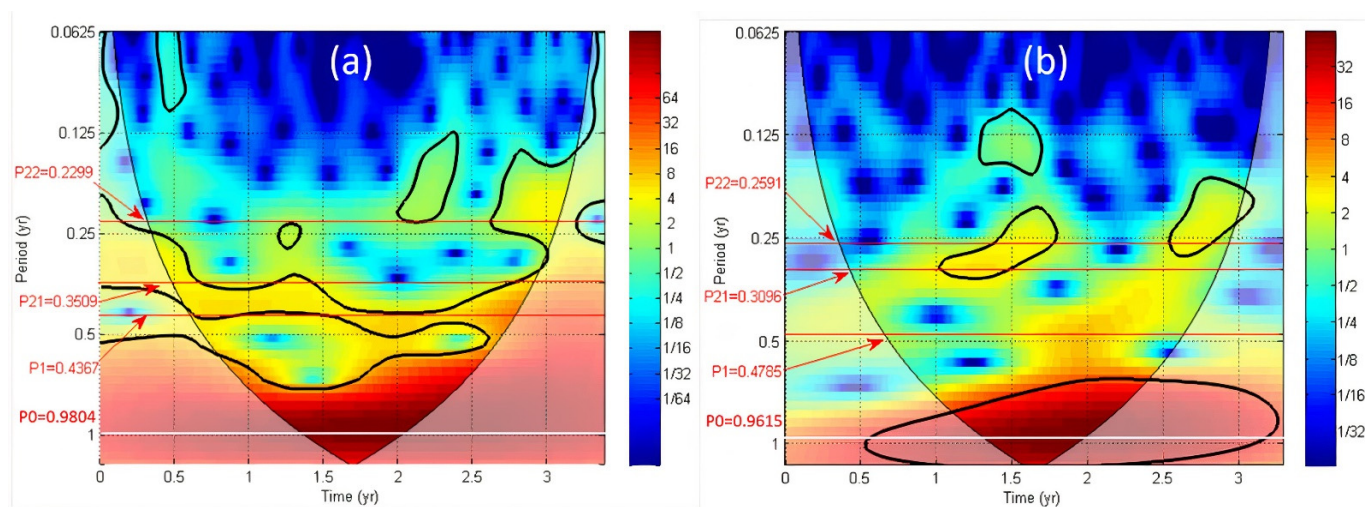 (a)
0.0625
0.125
0.25
0.5
1
Period (yr)
P22=0.2299
P21=0.3509
P1=0.4367
P0=0.9804
0 0.5 1 1.5 2 2.5 3
Time (yr)
64
32
16
8
4
2
1
1/2
1/4
1/8
1/16
1/32
1/64
(b)
0.0625
0.125
0.25
0.5
1
Period (yr)
P22=0.2591
P21=0.3096
P1=0.4785
P0=0.9615
0 0.5 1 1.5 2 2.5 3
Time (yr)
32
16
8
4
2
1
1/2
1/4
1/8
1/16
1/32